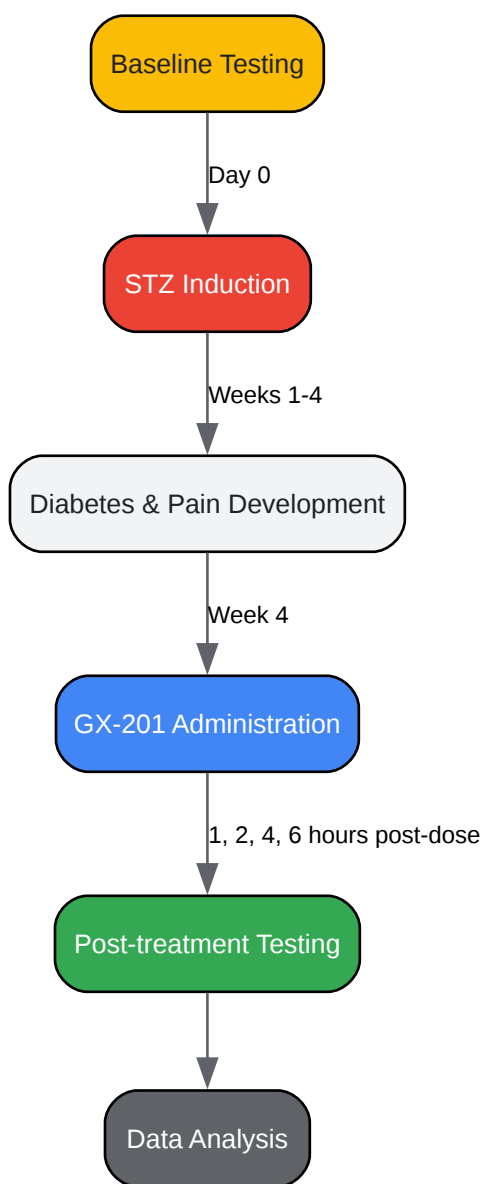 Baseline Testing
Day 0
STZ Induction
Weeks 1-4
Diabetes & Pain Development
Week 4
GX-201 Administration
1, 2, 4, 6 hours post-dose
Post-treatment Testing
Data Analysis